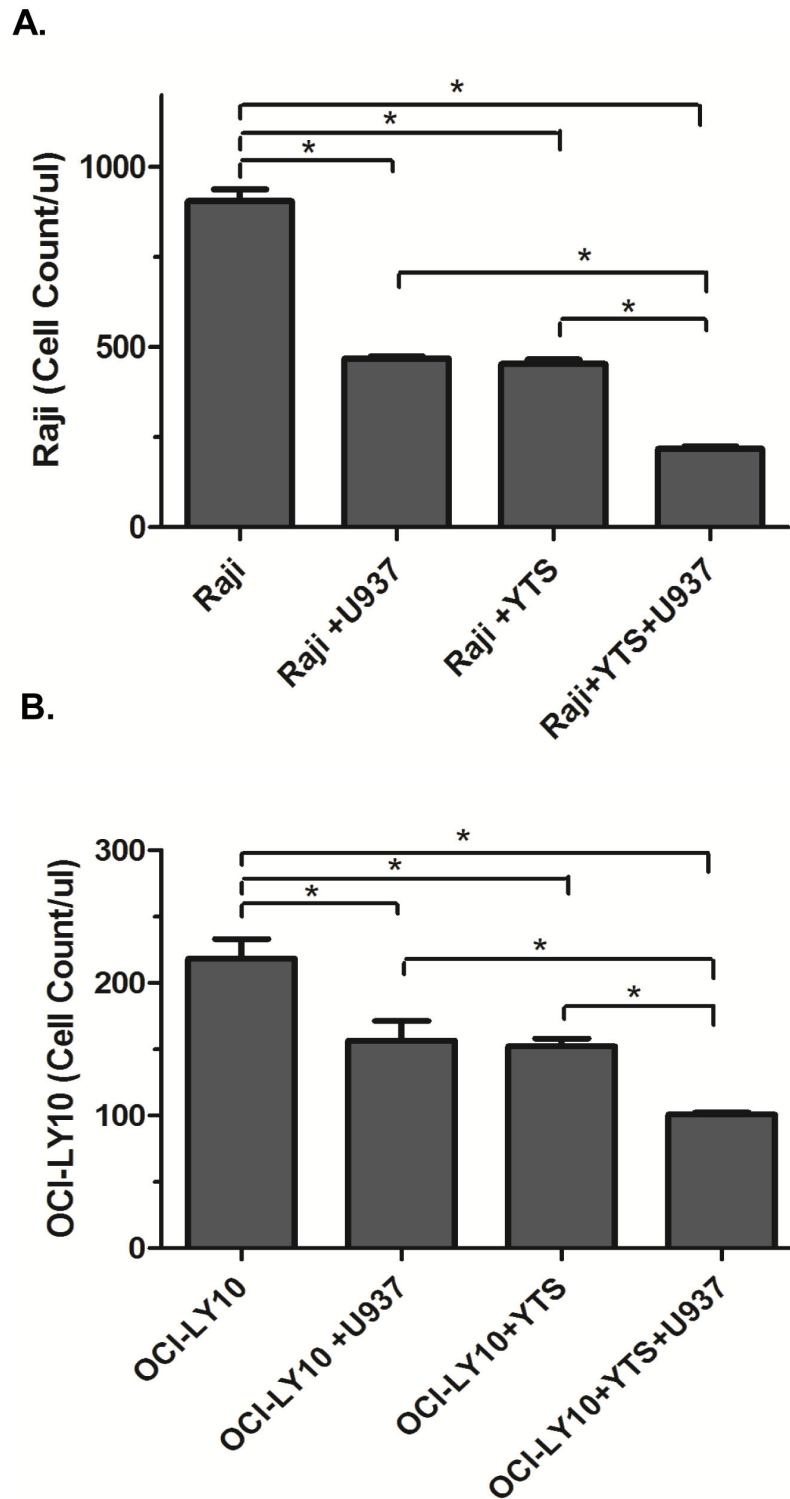 A.
Raji (Cell Count/ul)
1000
500
0
*
*
*
*
*
Raji
Raji +U937
Raji +YTS
Raji+YTS+U937
B.
OCI-LY10 (Cell Count/ul)
300
200
100
0
*
*
*
*
*
OCI-LY10
OCI-LY10 +U937
OCI-LY10+YTS
OCI-LY10+YTS+U937